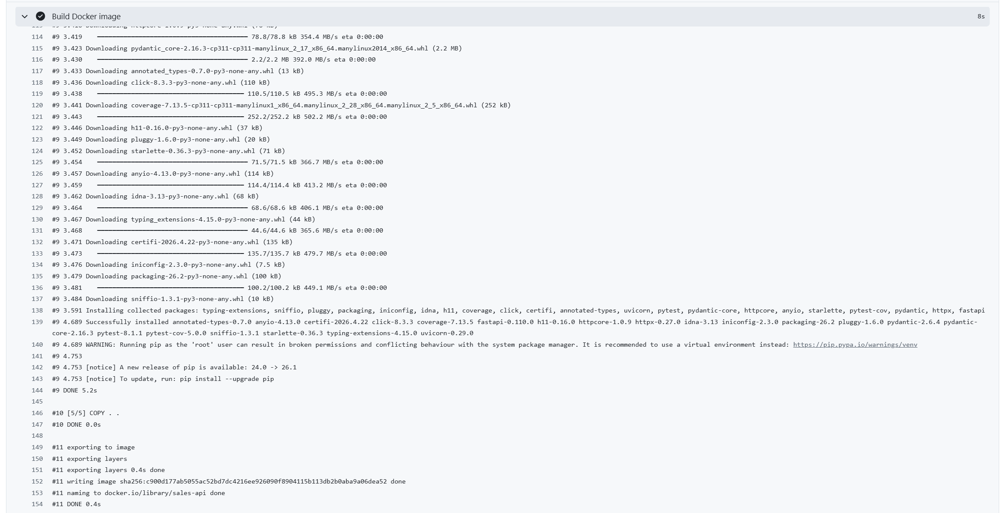 Build Docker image 8s
114 #9 3.419 ━━━━━━━━━━━━━━━━━━━━━━━━━━━━━━━━━━━━━━━━ 78.8/78.8 kB 354.4 MB/s eta 0:00:00
115 #9 3.423 Downloading pydantic_core-2.16.3-cp311-cp311-manylinux_2_17_x86_64.manylinux2014_x86_64.whl (2.2 MB)
116 #9 3.430 ━━━━━━━━━━━━━━━━━━━━━━━━━━━━━━━━━━━━━━━━ 2.2/2.2 MB 392.0 MB/s eta 0:00:00
117 #9 3.433 Downloading annotated_types-0.7.0-py3-none-any.whl (13 kB)
118 #9 3.436 Downloading click-8.3.3-py3-none-any.whl (110 kB)
119 #9 3.438 ━━━━━━━━━━━━━━━━━━━━━━━━━━━━━━━━━━━━━━━ 110.5/110.5 kB 495.3 MB/s eta 0:00:00
120 #9 3.441 Downloading coverage-7.13.5-cp311-cp311-manylinux1_x86_64.manylinux_2_28_x86_64.manylinux_2_5_x86_64.whl (252 kB)
121 #9 3.443 ━━━━━━━━━━━━━━━━━━━━━━━━━━━━━━━━━━━━━━━ 252.2/252.2 kB 502.2 MB/s eta 0:00:00
122 #9 3.446 Downloading h11-0.16.0-py3-none-any.whl (37 kB)
123 #9 3.449 Downloading pluggy-1.6.0-py3-none-any.whl (20 kB)
124 #9 3.452 Downloading starlette-0.36.3-py3-none-any.whl (71 kB)
125 #9 3.454 ━━━━━━━━━━━━━━━━━━━━━━━━━━━━━━━━━━━━━━━━ 71.5/71.5 kB 366.7 MB/s eta 0:00:00
126 #9 3.457 Downloading anyio-4.13.0-py3-none-any.whl (114 kB)
127 #9 3.459 ━━━━━━━━━━━━━━━━━━━━━━━━━━━━━━━━━━━━━━━ 114.4/114.4 kB 413.2 MB/s eta 0:00:00
128 #9 3.462 Downloading idna-3.13-py3-none-any.whl (68 kB)
129 #9 3.464 ━━━━━━━━━━━━━━━━━━━━━━━━━━━━━━━━━━━━━━━━ 68.6/68.6 kB 406.1 MB/s eta 0:00:00
130 #9 3.467 Downloading typing_extensions-4.15.0-py3-none-any.whl (44 kB)
131 #9 3.468 ━━━━━━━━━━━━━━━━━━━━━━━━━━━━━━━━━━━━━━━━ 44.6/44.6 kB 365.6 MB/s eta 0:00:00
132 #9 3.471 Downloading certifi-2026.4.22-py3-none-any.whl (135 kB)
133 #9 3.473 ━━━━━━━━━━━━━━━━━━━━━━━━━━━━━━━━━━━━━━━ 135.7/135.7 kB 479.7 MB/s eta 0:00:00
134 #9 3.476 Downloading iniconfig-2.3.0-py3-none-any.whl (7.5 kB)
135 #9 3.479 Downloading packaging-26.2-py3-none-any.whl (100 kB)
136 #9 3.481 ━━━━━━━━━━━━━━━━━━━━━━━━━━━━━━━━━━━━━━━ 100.2/100.2 kB 449.1 MB/s eta 0:00:00
137 #9 3.484 Downloading sniffio-1.3.1-py3-none-any.whl (10 kB)
138 #9 3.591 Installing collected packages: typing-extensions, sniffio, pluggy, packaging, iniconfig, idna, h11, coverage, click, certifi, annotated-types, uvicorn, pytest, pydantic-core, httpcore, anyio, starlette, pytest-cov, pydantic, httpx, fastapi
139 #9 4.689 Successfully installed annotated-types-0.7.0 anyio-4.13.0 certifi-2026.4.22 click-8.3.3 coverage-7.13.5 fastapi-0.110.0 h11-0.16.0 httpcore-1.0.9 httpx-0.27.0 idna-3.13 iniconfig-2.3.0 packaging-26.2 pluggy-1.6.0 pydantic-2.6.4 pydantic-
core-2.16.3 pytest-8.1.1 pytest-cov-5.0.0 sniffio-1.3.1 starlette-0.36.3 typing-extensions-4.15.0 uvicorn-0.29.0
140 #9 4.689 WARNING: Running pip as the 'root' user can result in broken permissions and conflicting behaviour with the system package manager. It is recommended to use a virtual environment instead: https://pip.pypa.io/warnings/venv
141 #9 4.753
142 #9 4.753 [notice] A new release of pip is available: 24.0 -> 26.1
143 #9 4.753 [notice] To update, run: pip install --upgrade pip
144 #9 DONE 5.2s
145
146 #10 [5/5] COPY . .
147 #10 DONE 0.0s
148
149 #11 exporting to image
150 #11 exporting layers
151 #11 exporting layers 0.4s done
152 #11 writing image sha256:c900d177ab5055ac52bd7dc4216ee926090f8904115b113db2b0aba9a06dea52 done
153 #11 naming to docker.io/library/sales-api done
154 #11 DONE 0.4s